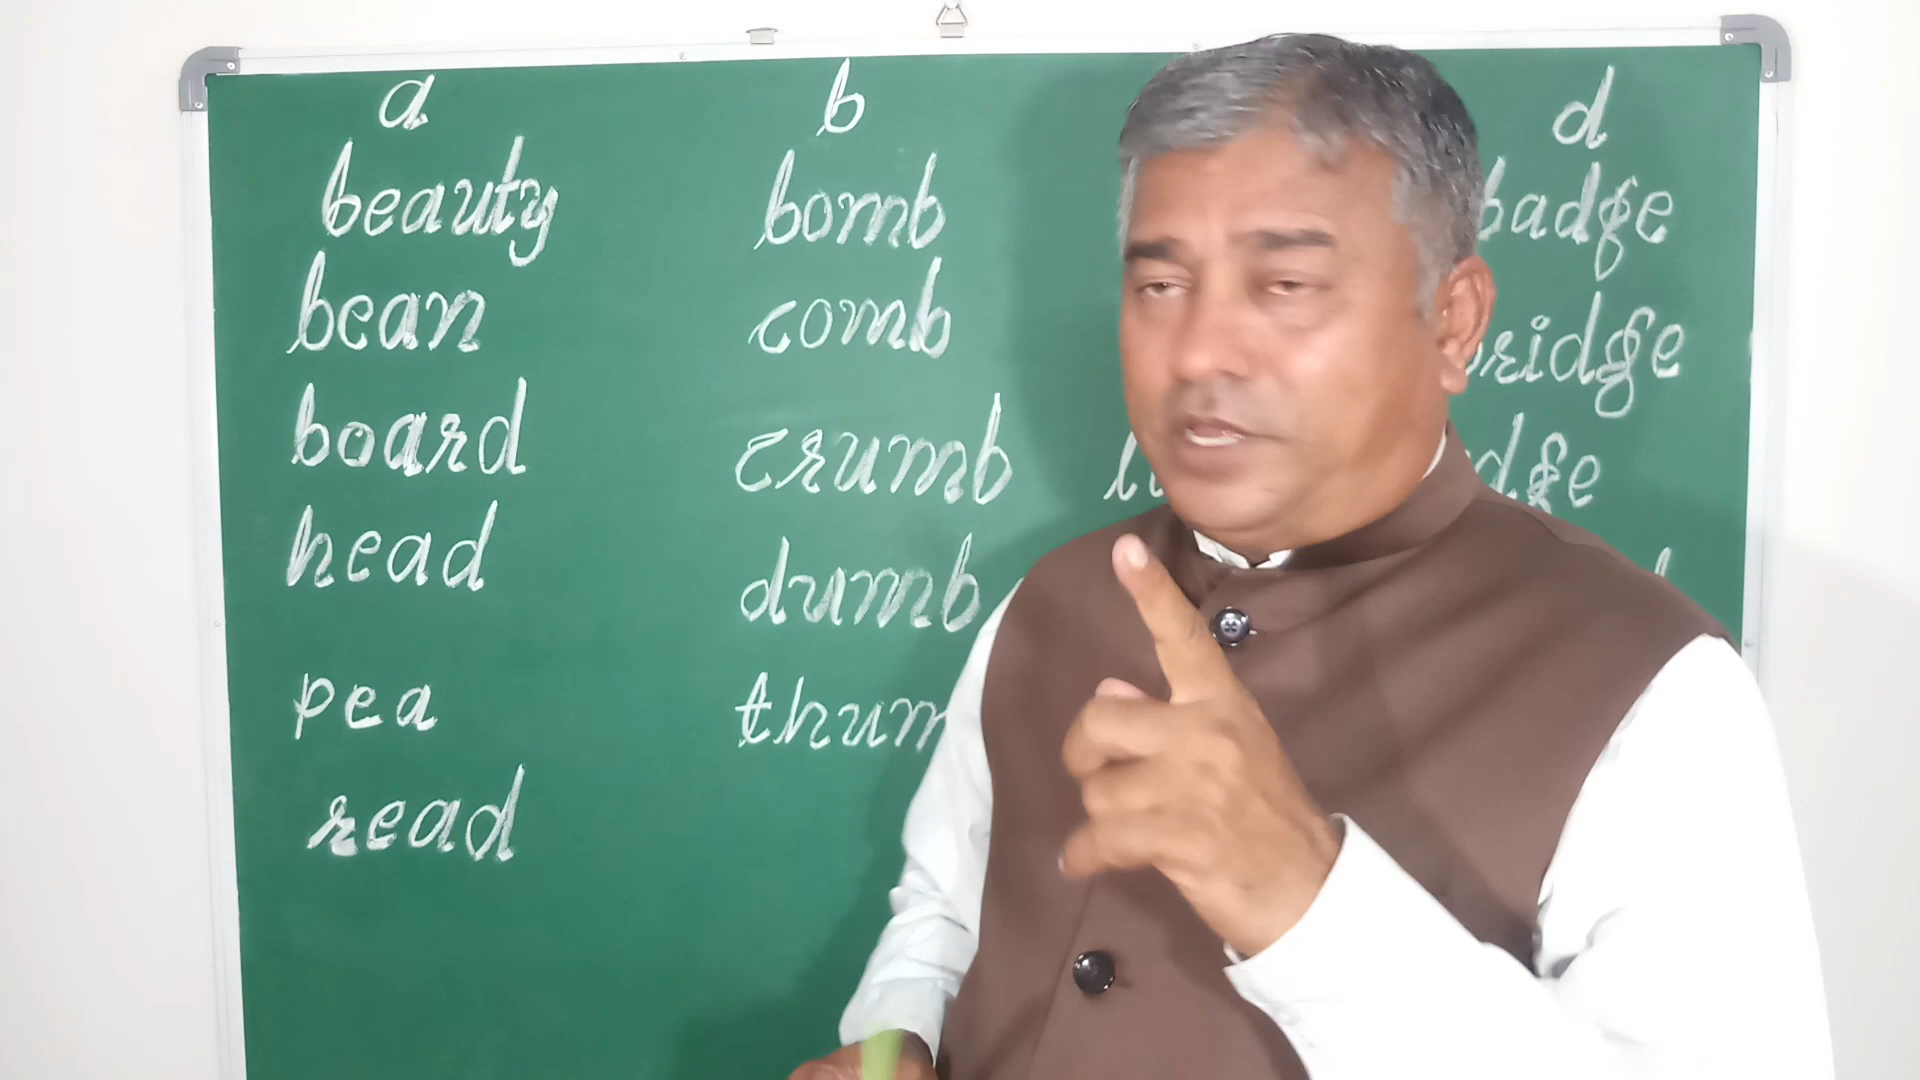 a
beauty
bean
board
head
pea
read
b
bomb
comb
crumb
dumb
d
badge